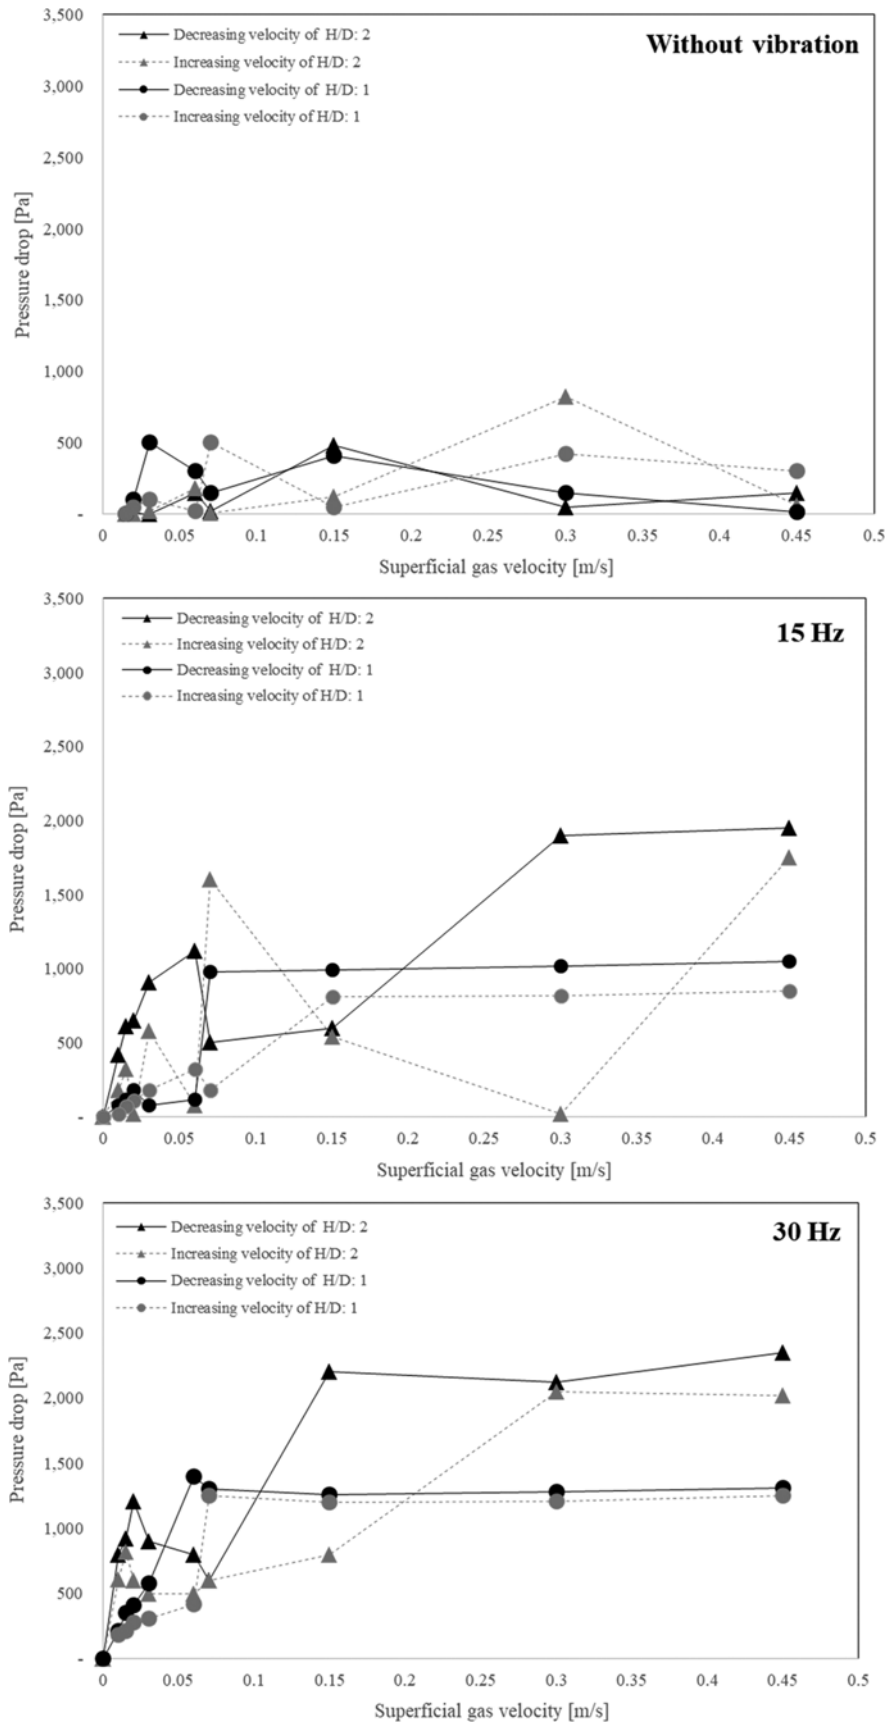 3,500
Decreasing velocity of H/D: 2
Without vibration
Increasing velocity of H/D: 2
3,000
Decreasing velocity of H/D: 1
Increasing velocity of H/D: 1
2,500
2,000
Pressure drop [Pa]
1,500
1,000
500
-
0 0.05 0.1 0.15 0.2 0.25 0.3 0.35 0.4 0.45 0.5
Superficial gas velocity [m/s]
3,500
Decreasing velocity of H/D: 2
15 Hz
Increasing velocity of H/D: 2
3,000
Decreasing velocity of H/D: 1
Increasing velocity of H/D: 1
2,500
2,000
Pressure drop [Pa]
1,500
1,000
500
-
0 0.05 0.1 0.15 0.2 0.25 0.3 0.35 0.4 0.45 0.5
Superficial gas velocity [m/s]
3,500
Decreasing velocity of H/D: 2
30 Hz
Increasing velocity of H/D: 2
3,000
Decreasing velocity of H/D: 1
Increasing velocity of H/D: 1
2,500
2,000
Pressure drop [Pa]
1,500
1,000
500
-
0 0.05 0.1 0.15 0.2 0.25 0.3 0.35 0.4 0.45 0.5
Superficial gas velocity [m/s]